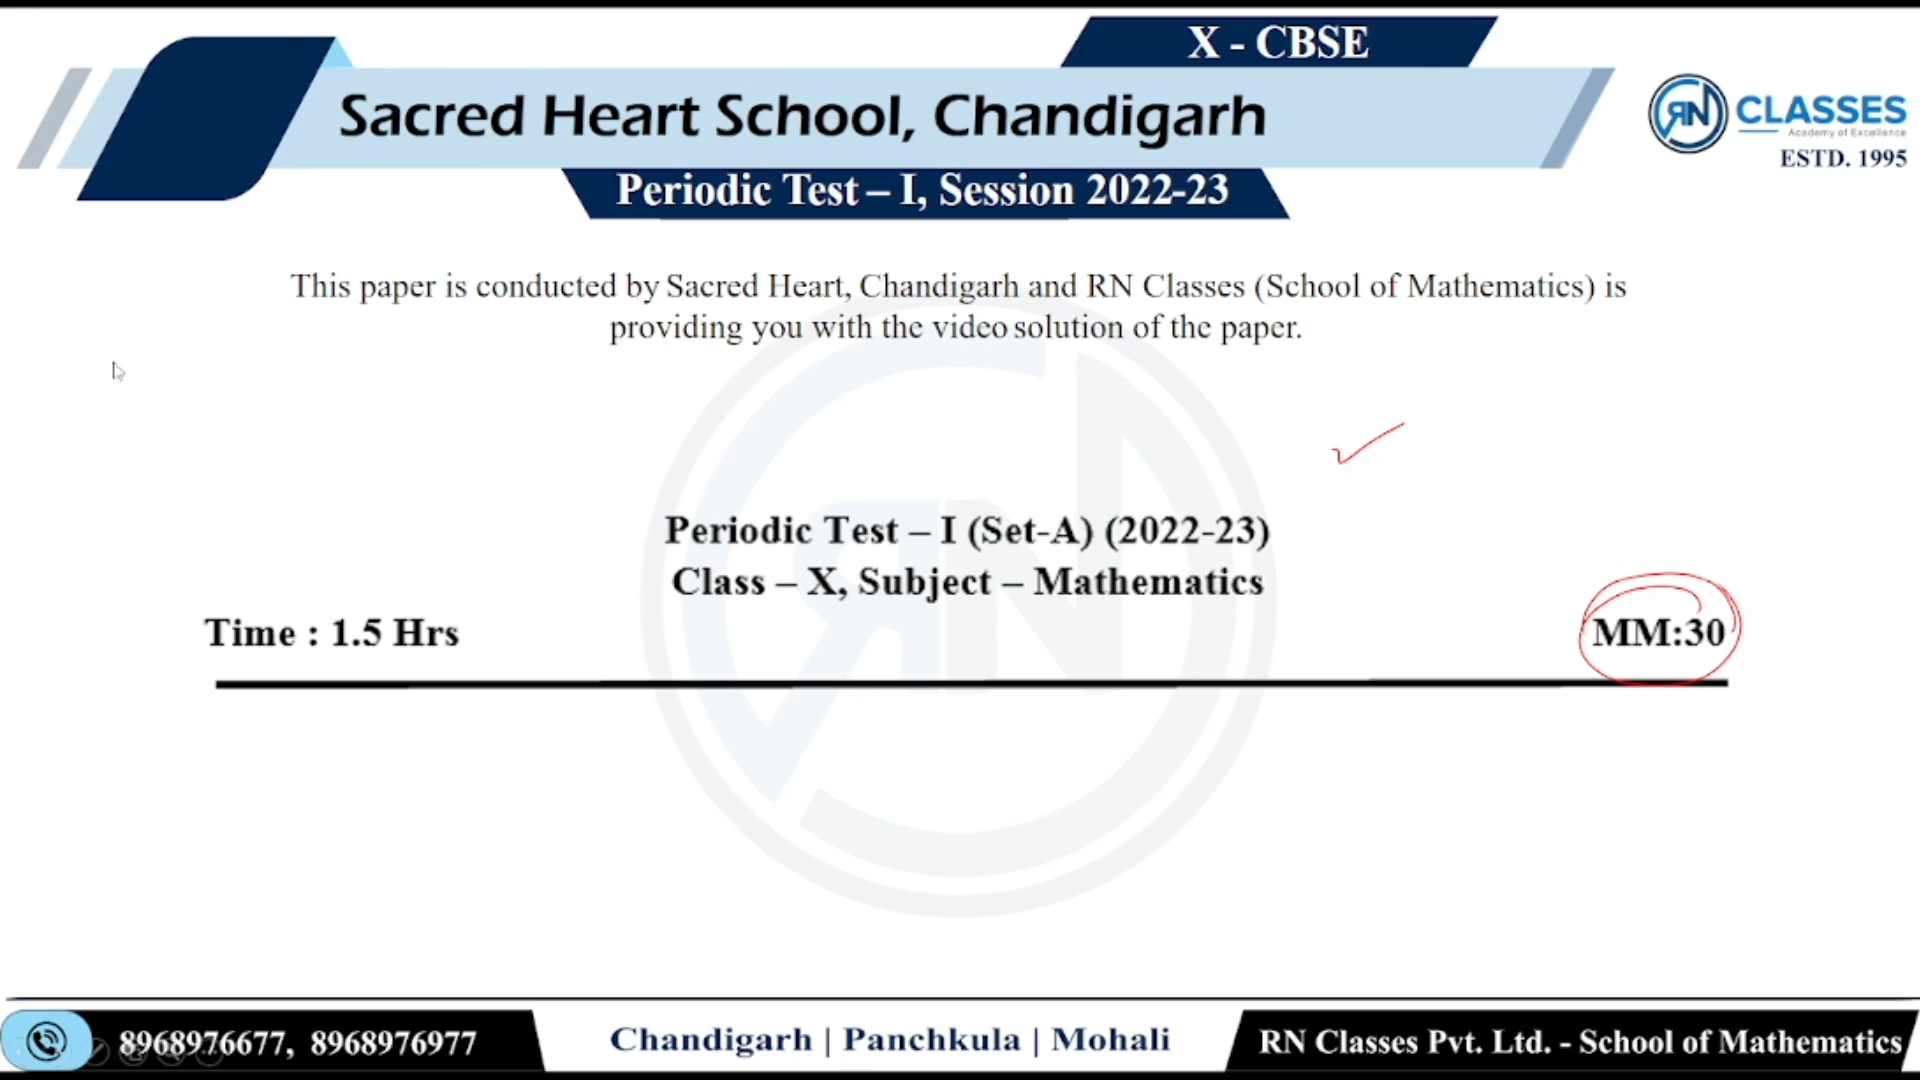 X - CBSE
Sacred Heart School, Chandigarh
RN CLASSES
Academy of Excellence
ESTD. 1995
Periodic Test – I, Session 2022-23
This paper is conducted by Sacred Heart, Chandigarh and RN Classes (School of Mathematics) is
providing you with the video solution of the paper.
Periodic Test – I (Set-A) (2022-23)
Class – X, Subject – Mathematics
Time : 1.5 Hrs
MM:30
8968976677, 8968976977
Chandigarh | Panchkula | Mohali
RN Classes Pvt. Ltd. - School of Mathematics